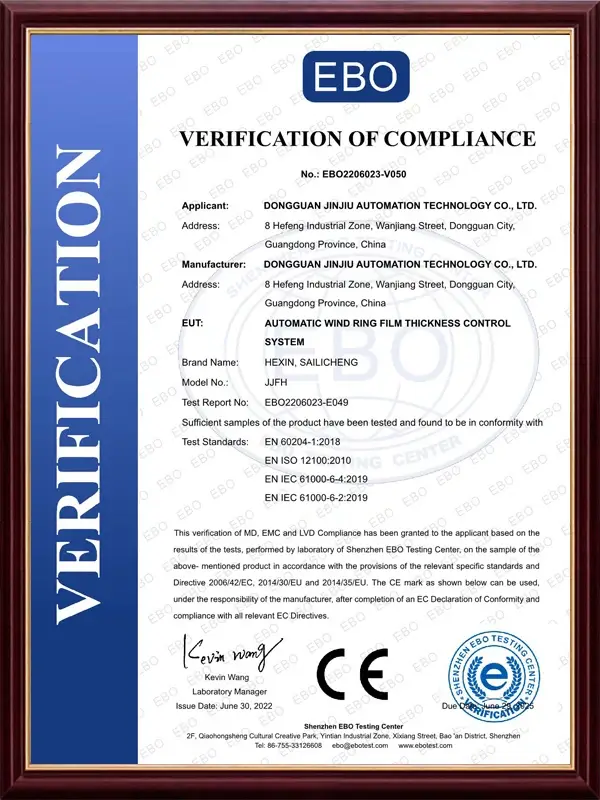 EBO
VERIFICATION
VERIFICATION OF COMPLIANCE
No.: EBO2206023-V050
Applicant: DONGGUAN JINJIU AUTOMATION TECHNOLOGY CO., LTD.
Address: 8 Hefeng Industrial Zone, Wanjiang Street, Dongguan City,
Guangdong Province, China
Manufacturer: DONGGUAN JINJIU AUTOMATION TECHNOLOGY CO., LTD.
Address: 8 Hefeng Industrial Zone, Wanjiang Street, Dongguan City,
Guangdong Province, China
EUT: AUTOMATIC WIND RING FILM THICKNESS CONTROL
SYSTEM
Brand Name: HEXIN, SAILICHENG
Model No.: JJFH
Test Report No: EBO2206023-E049
Sufficient samples of the product have been tested and found to be in conformity with
Test Standards: EN 60204-1:2018
EN ISO 12100:2010
EN IEC 61000-6-4:2019
EN IEC 61000-6-2:2019
This verification of MD, EMC and LVD Compliance has been granted to the applicant based on the
results of the tests, performed by laboratory of Shenzhen EBO Testing Center, on the sample of the
above- mentioned product in accordance with the provisions of the relevant specific standards and
Directive 2006/42/EC, 2014/30/EU and 2014/35/EU. The CE mark as shown below can be used,
under the responsibility of the manufacturer, after completion of an EC Declaration of Conformity and
compliance with all relevant EC Directives.
Kevin Wang
Kevin Wang
Laboratory Manager
Issue Date: June 30, 2022
CE
SHENZHEN EBO TESTING CENTER
e
VERIFICATION
Due Date: June 29, 2025
Shenzhen EBO Testing Center
2F, Qiaohongsheng Cultural Creative Park, Yintian Industrial Zone, Xixiang Street, Bao 'an District, Shenzhen
Tel: 86-755-33126608 ebo@ebotest.com www.ebotest.com